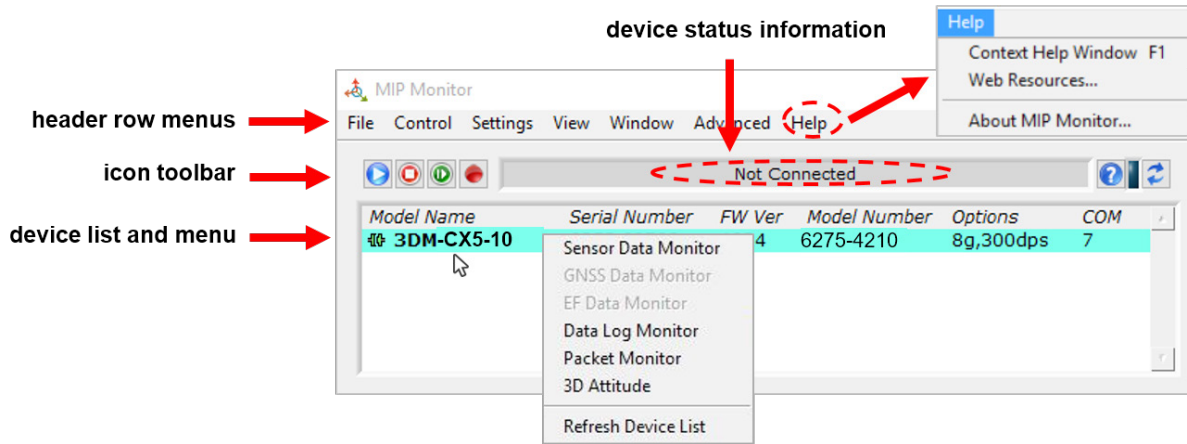 device status information
Help
Context Help Window F1
Web Resources...
About MIP Monitor...
MIP Monitor
header row menus
File Control Settings View Window Advanced Help
icon toolbar
Not Connected
Model Name Serial Number FW Ver Model Number Options COM
device list and menu
3DM-CX5-10 4 6275-4210 8g,300dps 7
Sensor Data Monitor
GNSS Data Monitor
EF Data Monitor
Data Log Monitor
Packet Monitor
3D Attitude
Refresh Device List